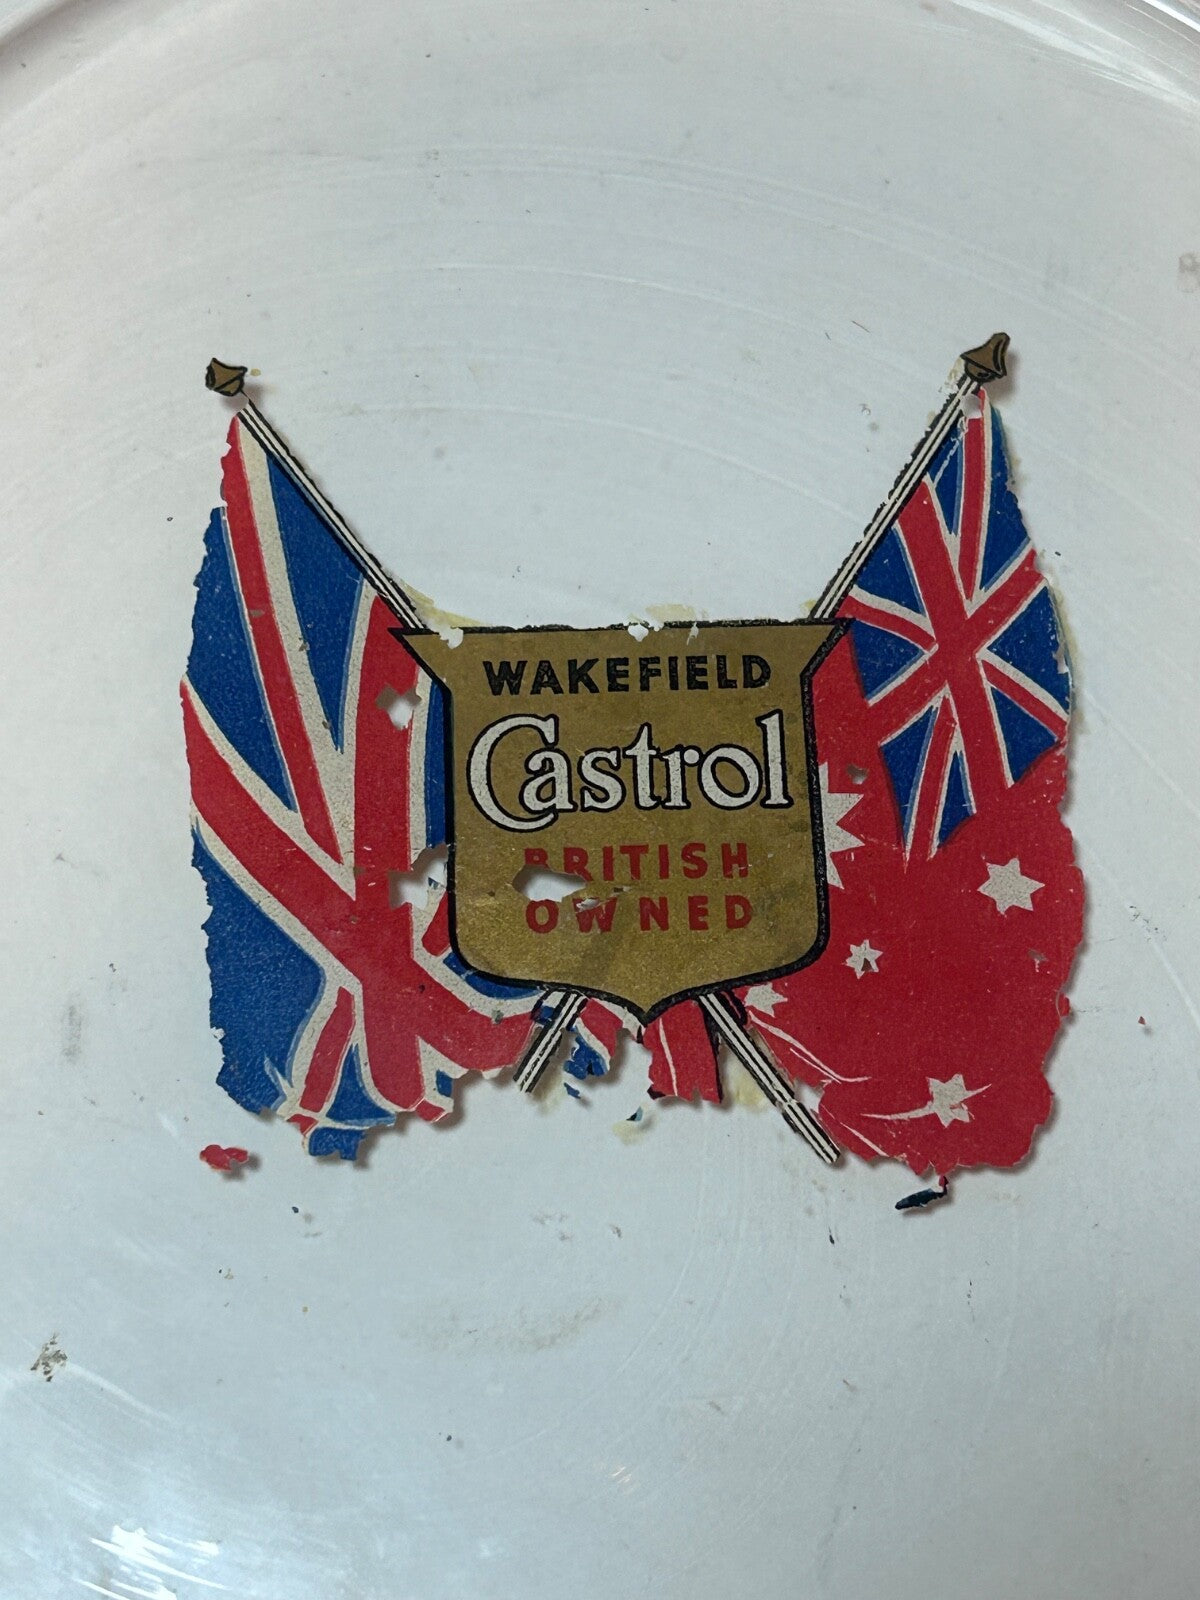 WAKEFIELD
Castrol
BRITISH
OWNED